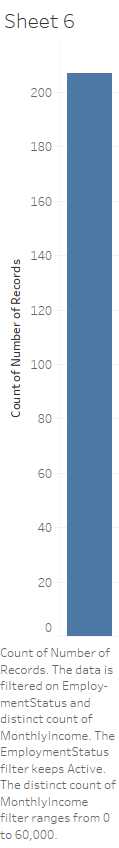 Sheet 6
200
180
160
140
120
100
80
60
40
20
0
Count of Number of Records
Count of Number of
Records. The data is
filtered on Employ-
mentStatus and
distinct count of
MonthlyIncome. The
EmploymentStatus
filter keeps Active.
The distinct count of
MonthlyIncome
filter ranges from 0
to 60,000.